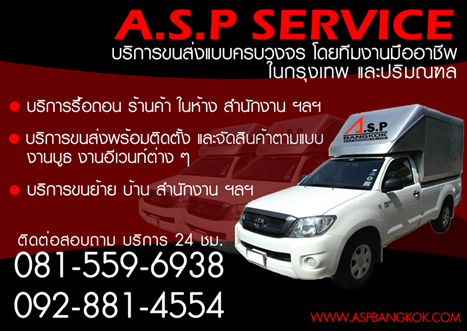 A.S.P SERVICE
บริการขนส่งแบบครบวงจร โดยทีมงานมืออาชีพ
ในกรุงเทพ และปริมณฑล
บริการรื้อถอน ร้านค้า ในห้าง สำนักงาน ฯลฯ
บริการขนส่งพร้อมติดตั้ง และจัดสินค้าตามแบบ
งานบูธ งานอีเวนท์ต่าง ๆ
บริการขนย้าย บ้าน สำนักงาน ฯลฯ
A.S.P
BANGKOK
ติดต่อสอบถาม บริการ 24 ชม.
081-559-6938
092-881-4554
WWW.ASPBANGKOK.COM